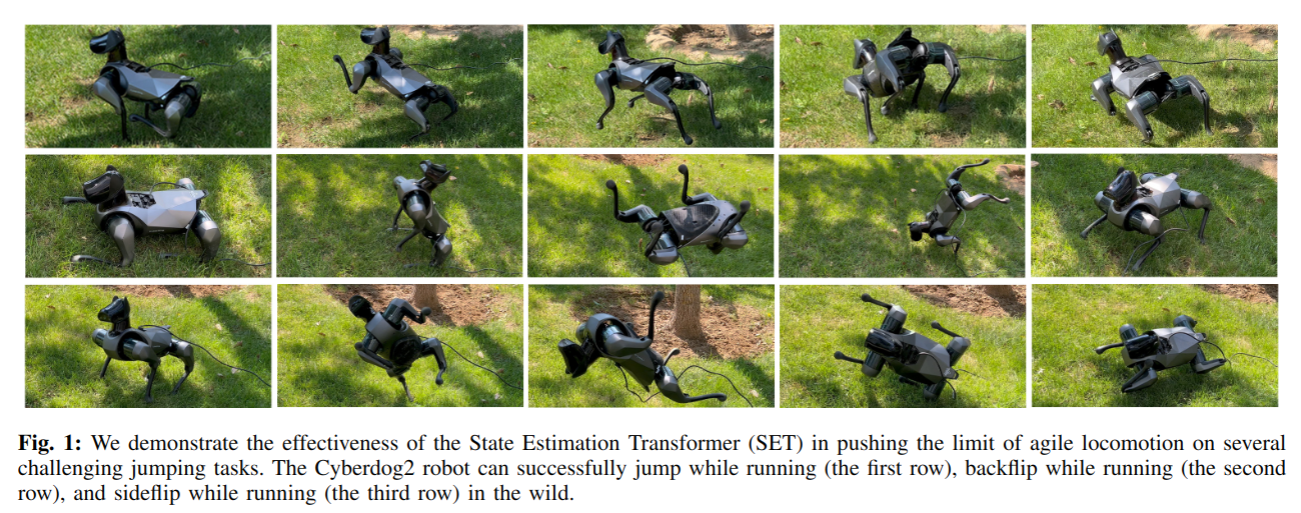 Fig. 1: We demonstrate the effectiveness of the State Estimation Transformer (SET) in pushing the limit of agile locomotion on several
challenging jumping tasks. The Cyberdog2 robot can successfully jump while running (the first row), backflip while running (the second
row), and sideflip while running (the third row) in the wild.